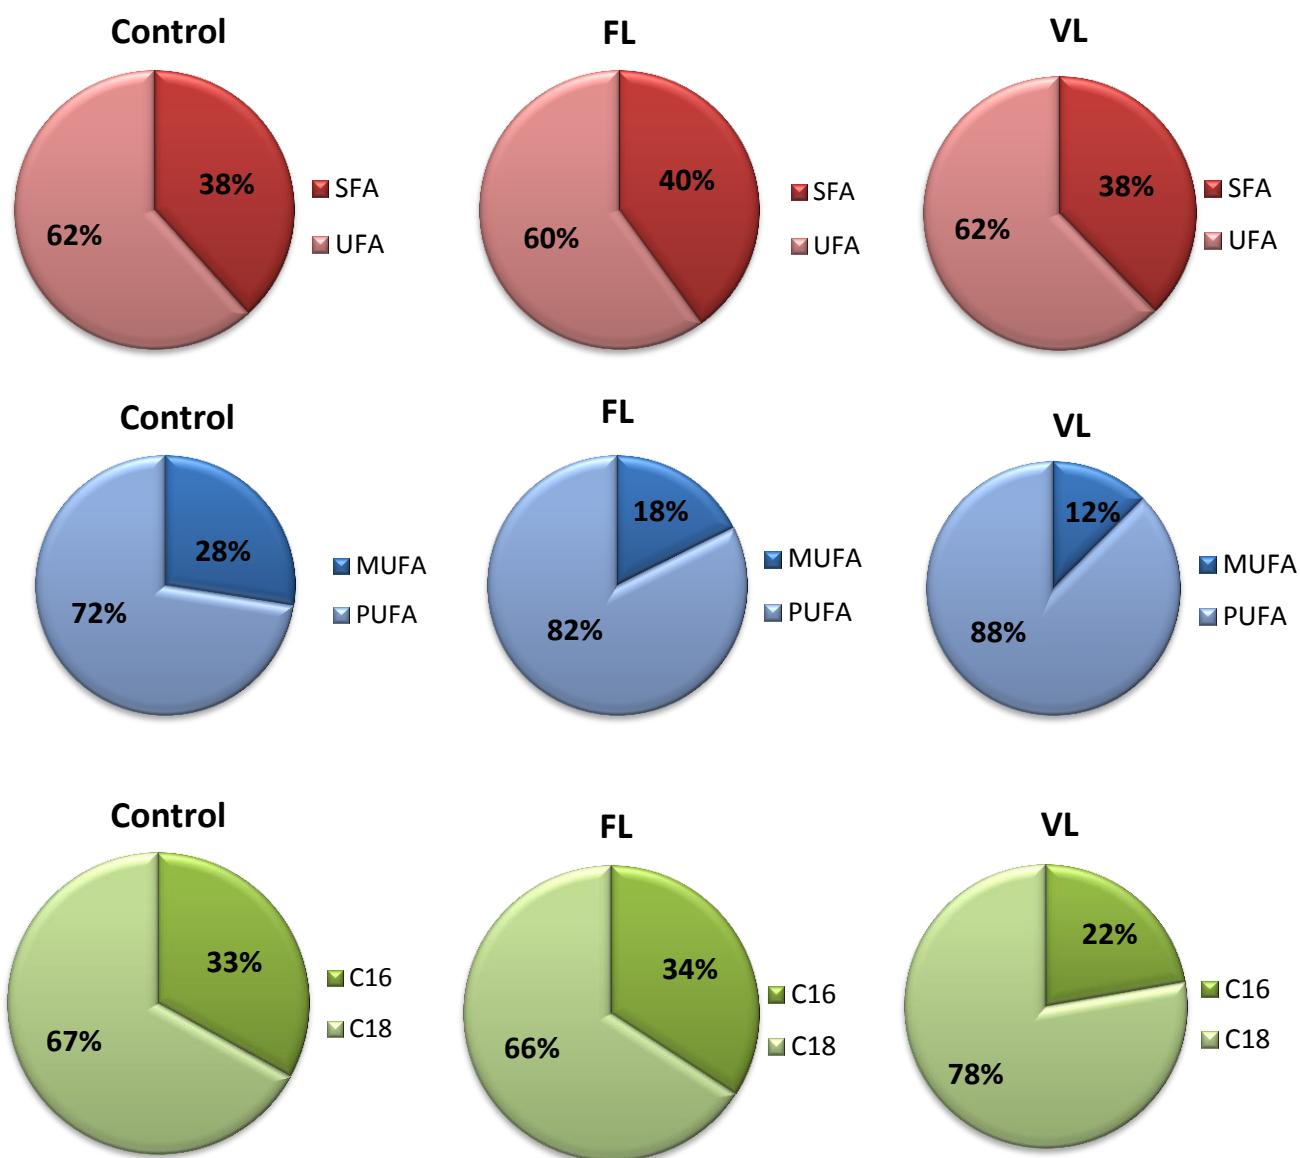 Control
38%
62%
SFA
UFA
FL
40%
60%
SFA
UFA
VL
38%
62%
SFA
UFA
Control
28%
72%
MUFA
PUFA
FL
18%
82%
MUFA
PUFA
VL
12%
88%
MUFA
PUFA
Control
33%
67%
C16
C18
FL
34%
66%
C16
C18
VL
22%
78%
C16
C18